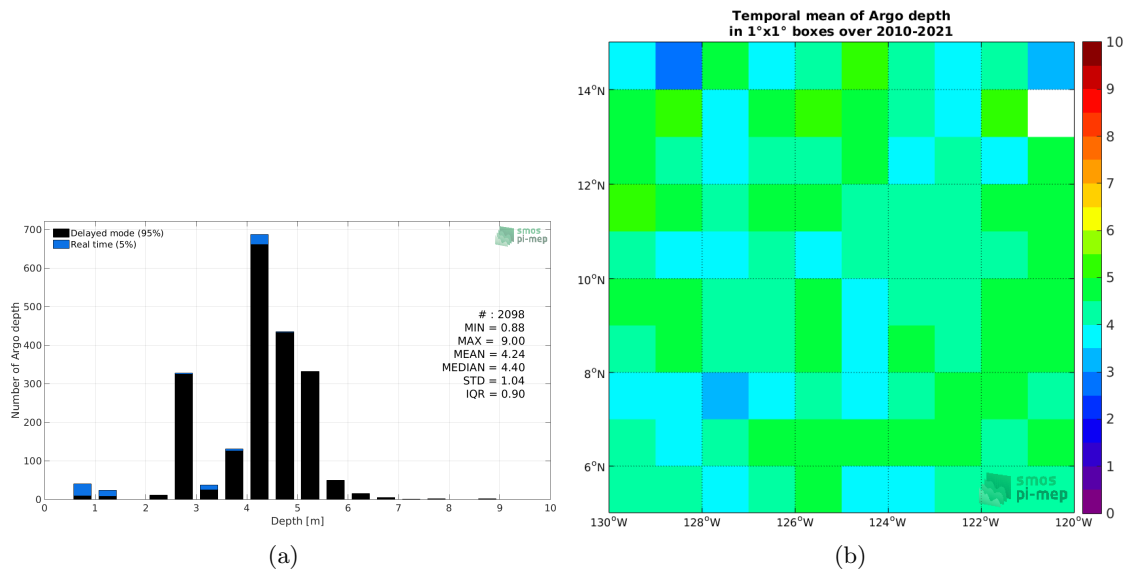 700
600
500
400
300
200
100
0
Number of Argo depth
Delayed mode (95%)
Real time (5%)
smos
pi-mep
# : 2098
MIN = 0.88
MAX = 9.00
MEAN = 4.24
MEDIAN = 4.40
STD = 1.04
IQR = 0.90
0 1 2 3 4 5 6 7 8 9 10
Depth [m]
(a)
Temporal mean of Argo depth
in 1°x1° boxes over 2010-2021
14°N
12°N
10°N
8°N
6°N
130°W 128°W 126°W 124°W 122°W 120°W
smos
pi-mep
10
9
8
7
6
5
4
3
2
1
0
(b)